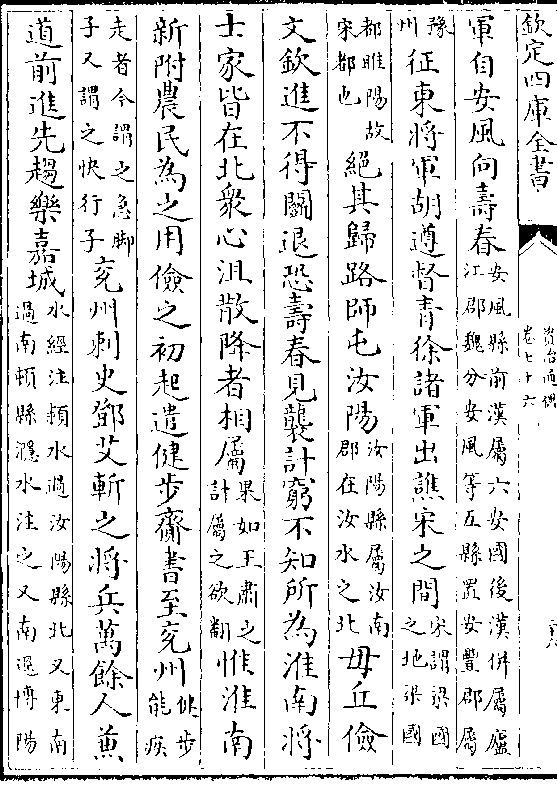 欽定四庫全書
資治通鑑
卷七十六
軍自安風向壽春安風縣前漢屬六安國後漢併屬廬
江郡魏分安風等五縣置安豐郡屬
豫
州征東將軍胡遵督青徐諸軍出譙宋之間宋謂梁國
之地梁國
都睢陽故
宋都也絕其歸路師屯汝陽汝陽縣屬汝南
郡在汝水之北毋丘儉
文欽進不得鬭退恐壽春見襲計窮不知所為淮南將
士家皆在北衆心沮散降者相屬果如王肅之
計屬之欲翻惟淮南
新附農民為之用儉之初起遣健步齎書至兖州健步
能疾
走者今謂之急脚
子又謂之快行子兖州刺史鄧艾斬之將兵萬餘人蒹
道前進先趨樂嘉城水經注潁水過汝陽縣北又東南
過南頓縣㶏水注之又南過博陽